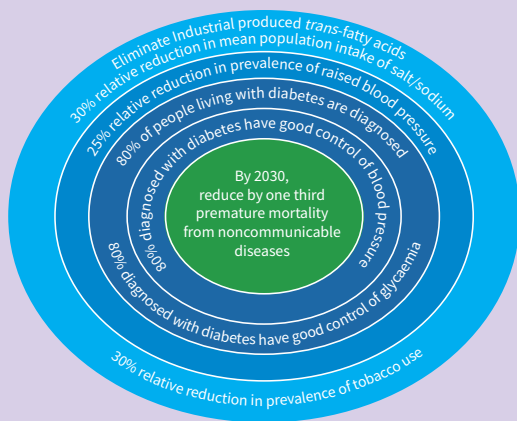 Eliminate Industrial produced trans-fatty acids
30% relative reduction in mean population intake of salt/sodium
25% relative reduction in prevalence of raised blood pressure
80% of people living with diabetes are diagnosed
80% diagnosed with diabetes have good control of blood pressure
By 2030,
reduce by one third
premature mortality
from noncommunicable
diseases
80% diagnosed with diabetes have good control of glycaemia
30% relative reduction in prevalence of tobacco use